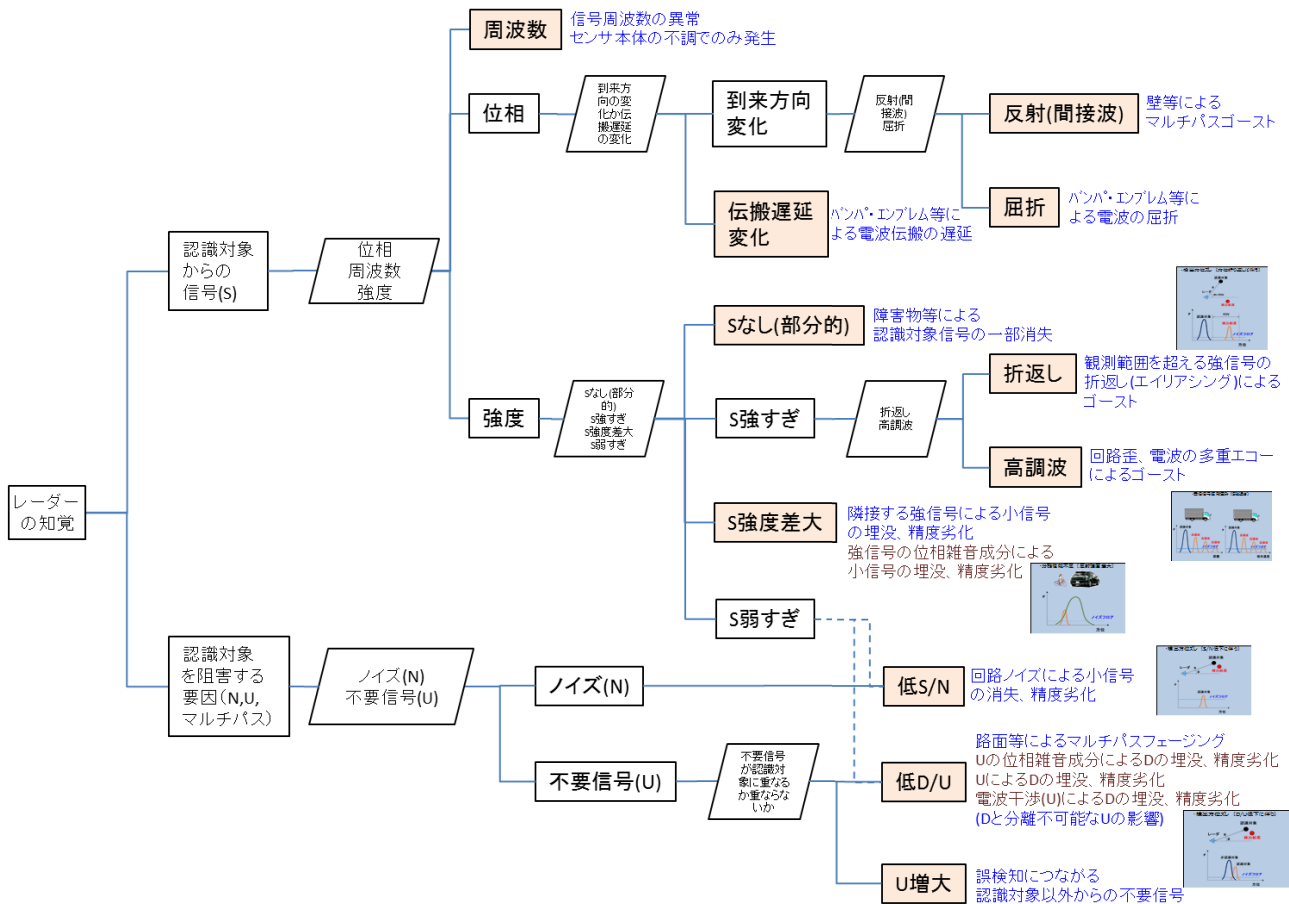 周波数
信号周波数の異常
センサ本体の不調でのみ発生
位相
到来方
向の変
化か伝
搬遅延
の変化
到来方向
変化
反射(間
接波)
屈折
反射(間接波)
壁等による
マルチパスゴースト
伝搬遅延
変化
バンパ・エンブレム等に
よる電波伝搬の遅延
屈折
バンパ・エンブレム等に
よる電波の屈折
認識対象
からの
信号(S)
位相
周波数
強度
Sなし(部分的)
障害物等による
認識対象信号の一部消失
強度
Sなし(部分
的)
S強すぎ
S強度差大
S弱すぎ
S強すぎ
折返し
高調波
折返し
観測範囲を超える強信号の
折返し(エイリアシング)による
ゴースト
高調波
回路歪、電波の多重エコー
によるゴースト
レーダー
の知覚
S強度差大
隣接する強信号による小信号
の埋没、精度劣化
強信号の位相雑音成分による
小信号の埋没、精度劣化
S弱すぎ
認識対象
を阻害する
要因(N,U,
マルチパス)
ノイズ(N)
不要信号(U)
ノイズ(N)
低S/N
回路ノイズによる小信号
の消失、精度劣化
不要信号(U)
不要信号
が認識対
象に重なる
か重ならな
いか
低D/U
路面等によるマルチパスフェージング
Uの位相雑音成分によるDの埋没、精度劣化
UによるDの埋没、精度劣化
電波干渉(U)によるDの埋没、精度劣化
(Dと分離不可能なUの影響)
U増大
誤検知につながる
認識対象以外からの不要信号